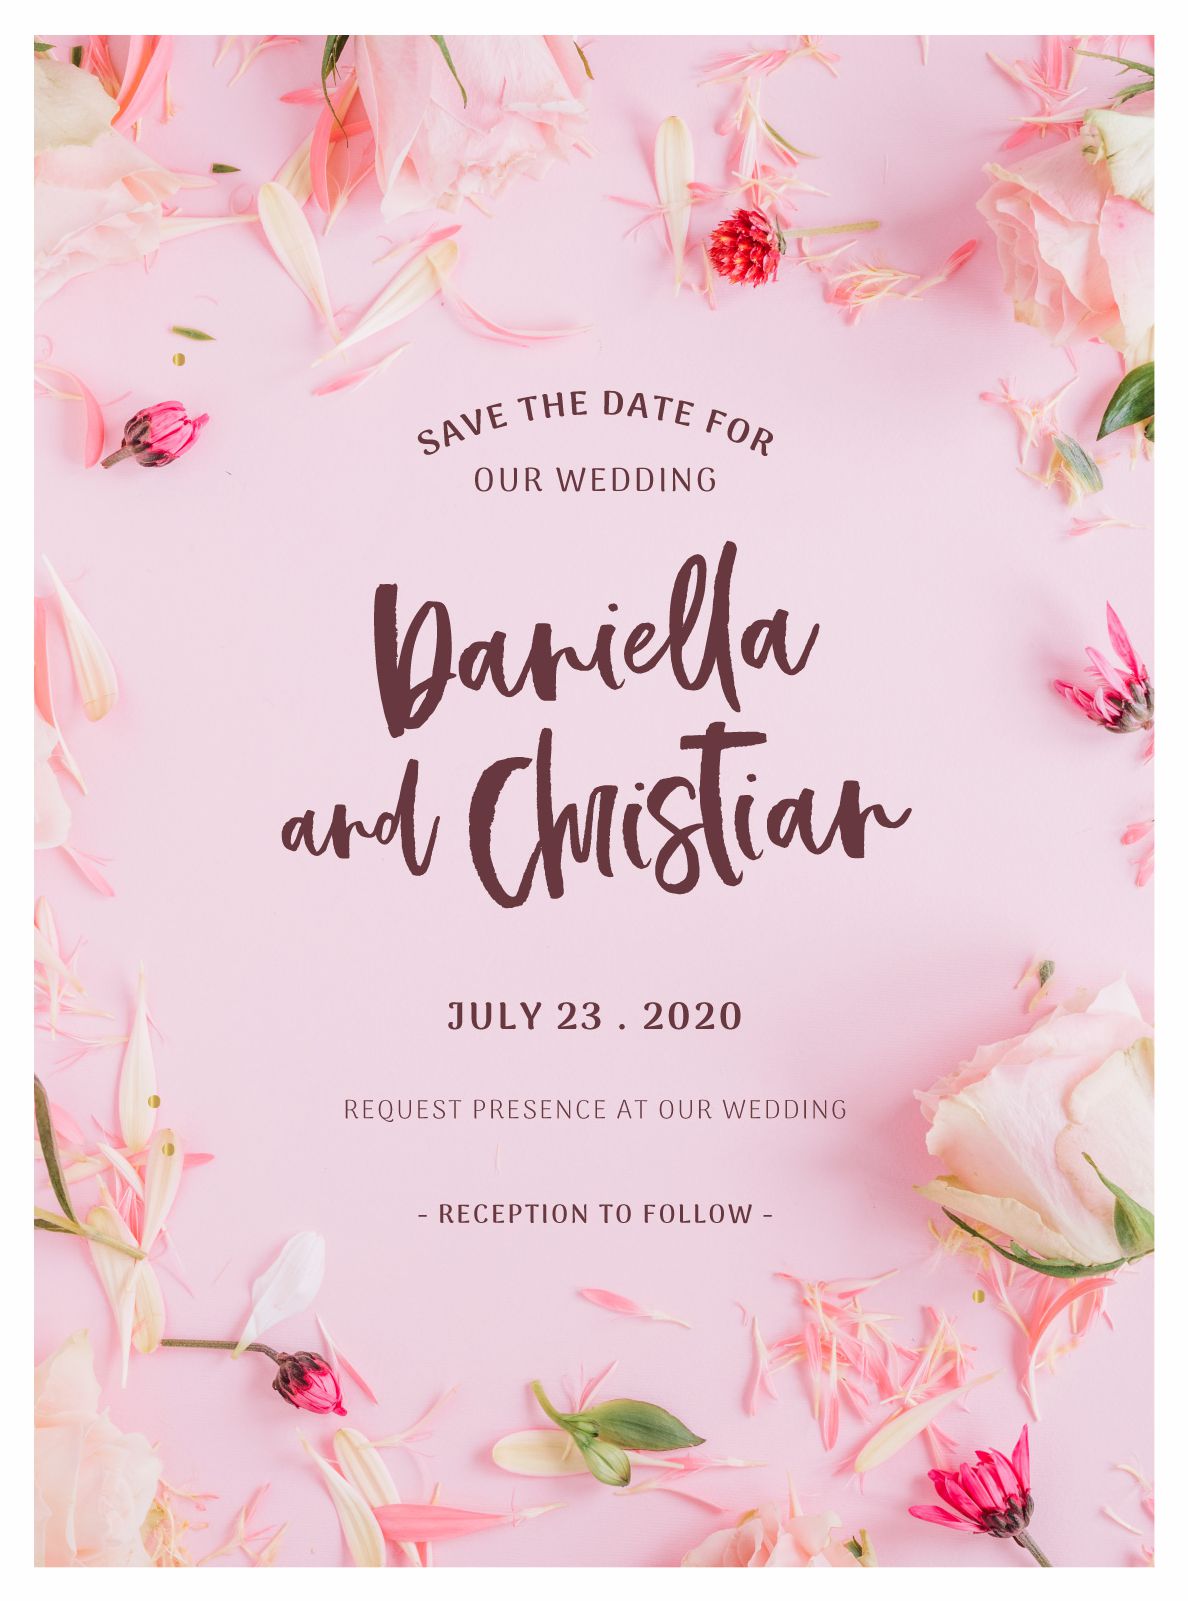 SAVE THE DATE FOR
OUR WEDDING
Daniella
and Christian
JULY 23 . 2020
REQUEST PRESENCE AT OUR WEDDING
- RECEPTION TO FOLLOW -